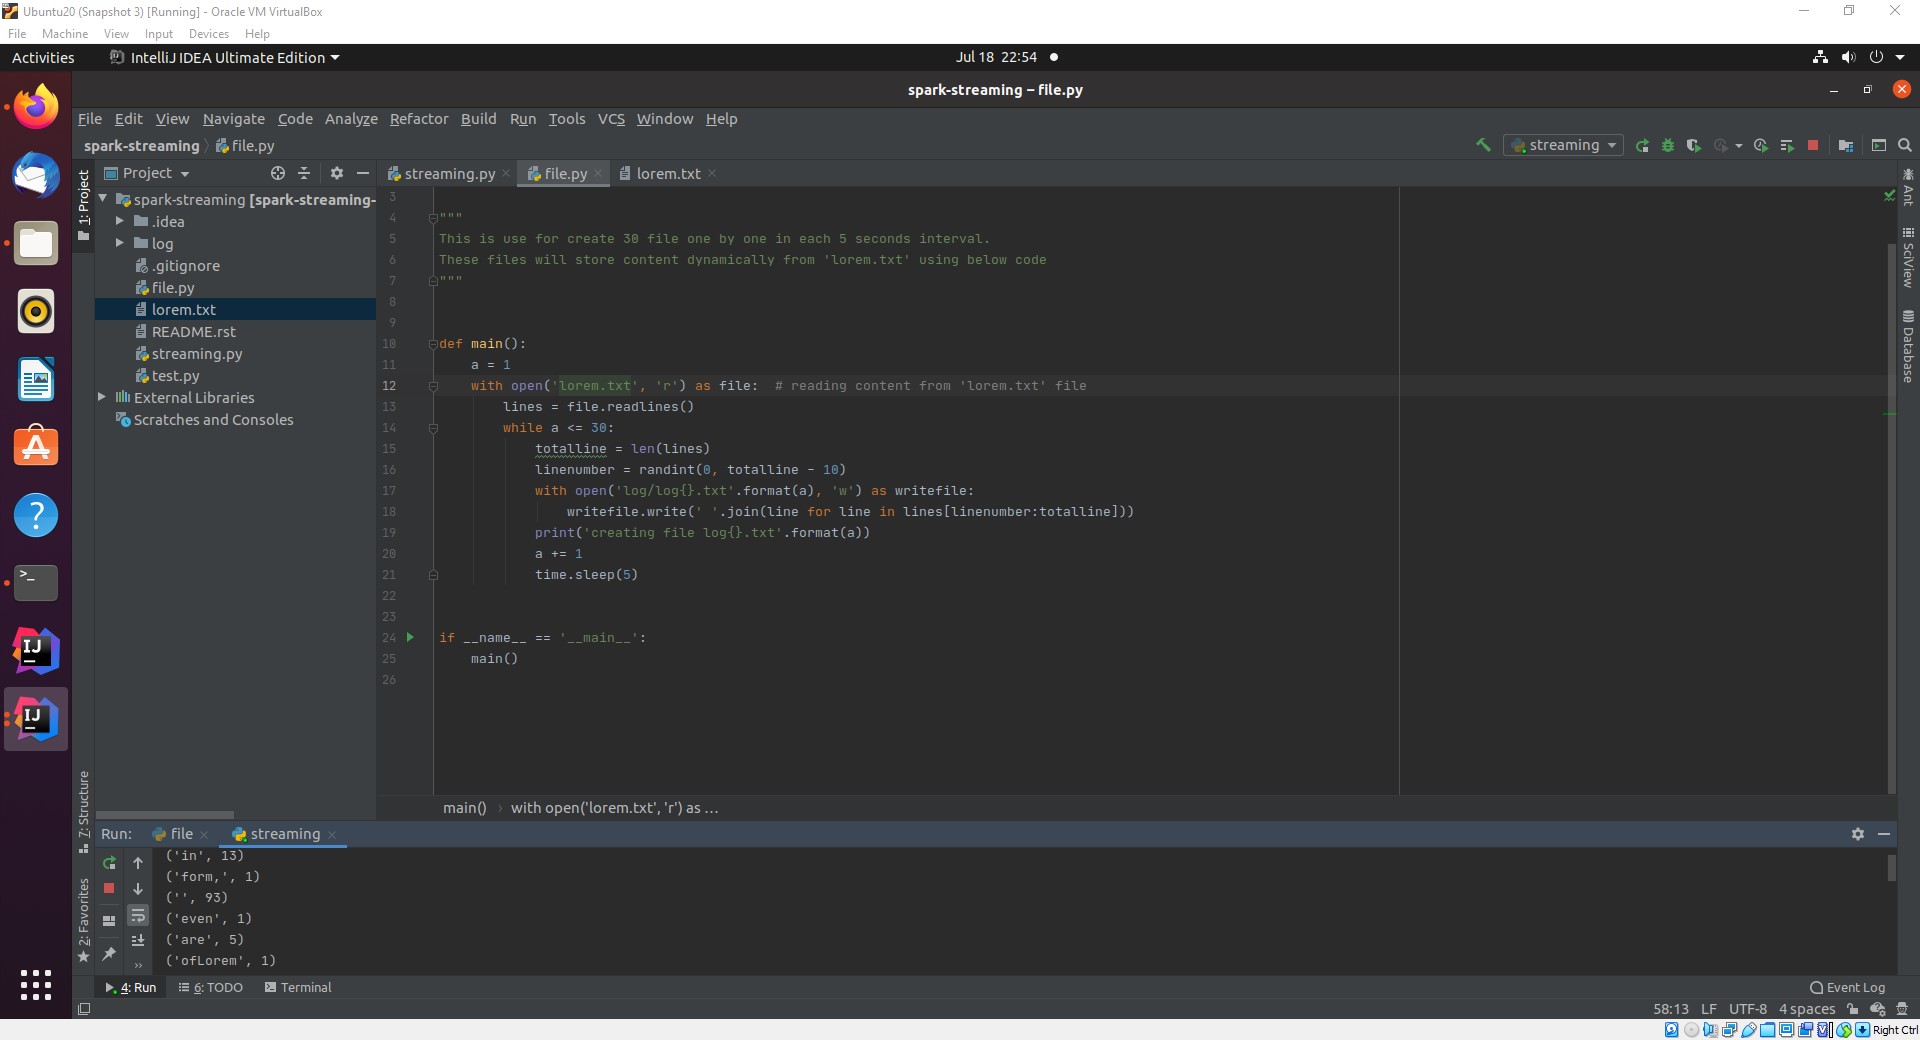 Ubuntu20 (Snapshot 3) [Running] - Oracle VM VirtualBox
File Machine View Input Devices Help
Activities IntelliJ IDEA Ultimate Edition Jul 18 22:54
spark-streaming – file.py
File Edit View Navigate Code Analyze Refactor Build Run Tools VCS Window Help
spark-streaming file.py streaming
1: Project
Project
streaming.py file.py lorem.txt
spark-streaming [spark-streaming-
.idea
log
.gitignore
file.py
lorem.txt
README.rst
streaming.py
test.py
External Libraries
Scratches and Consoles
3
4 """
5 This is use for create 30 file one by one in each 5 seconds interval.
6 These files will store content dynamically from 'lorem.txt' using below code
7 """
8
9
10 def main():
11 a = 1
12 with open('lorem.txt', 'r') as file: # reading content from 'lorem.txt' file
13 lines = file.readlines()
14 while a <= 30:
15 totalline = len(lines)
16 linenumber = randint(0, totalline - 10)
17 with open('log/log{}.txt'.format(a), 'w') as writefile:
18 writefile.write(' '.join(line for line in lines[linenumber:totalline]))
19 print('creating file log{}.txt'.format(a))
20 a += 1
21 time.sleep(5)
22
23
24 if __name__ == '__main__':
25 main()
26
Ant
SciView
Database
main() with open('lorem.txt', 'r') as …
7: Structure
2: Favorites
Run: file streaming
('in', 13)
('form,', 1)
('', 93)
('even', 1)
('are', 5)
('ofLorem', 1)
4: Run 6: TODO Terminal Event Log
58:13 LF UTF-8 4 spaces
Right Ctrl